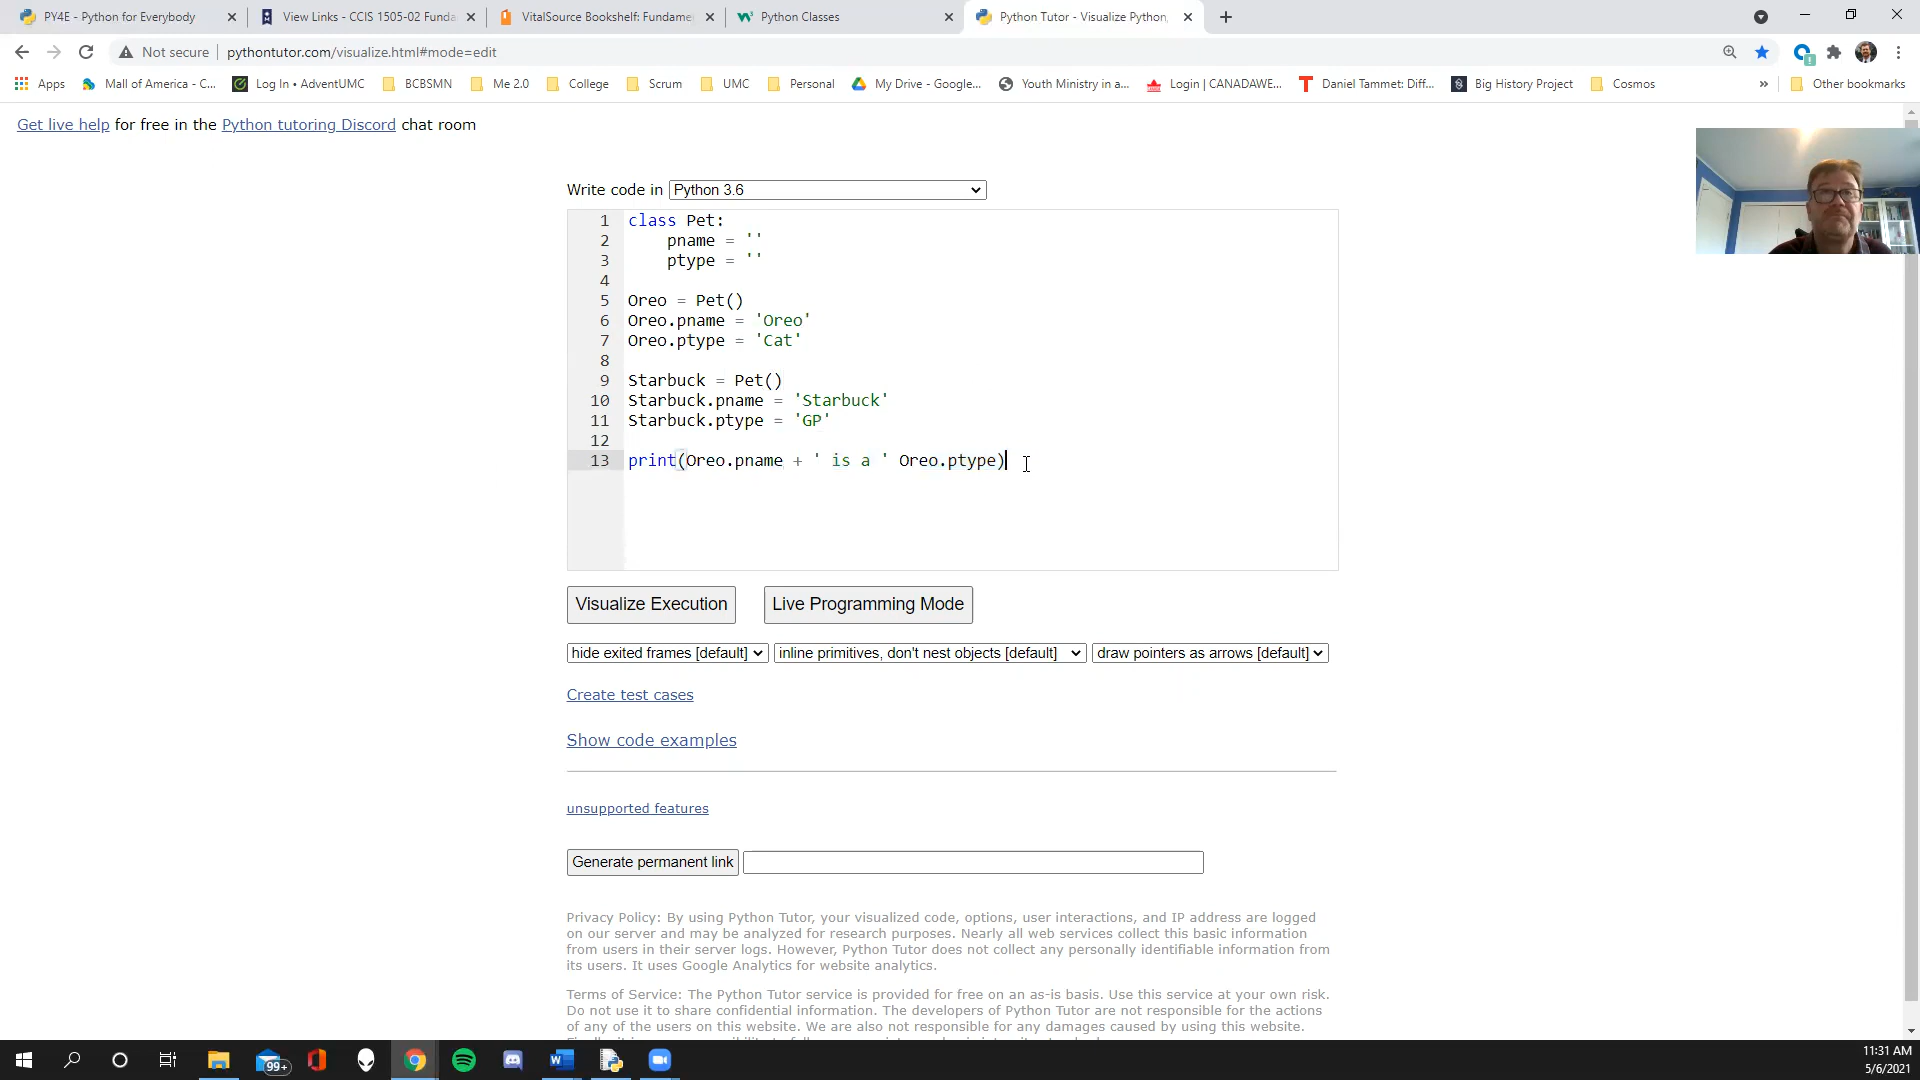 PY4E - Python for Everybody
View Links - CCIS 1505-02 Funda
VitalSource Bookshelf: Fundame
Python Classes
Python Tutor - Visualize Python,
Not secure
pythontutor.com/visualize.html#mode=edit
Apps
Mall of America - C...
Log In • AdventUMC
BCBSMN
Me 2.0
College
Scrum
UMC
Personal
My Drive - Google...
Youth Ministry in a...
Login | CANADAWE...
Daniel Tammet: Diff...
Big History Project
Cosmos
»
Other bookmarks
Get live help for free in the Python tutoring Discord chat room
Write code in Python 3.6
1 class Pet:
2 pname = ''
3 ptype = ''
4
5 Oreo = Pet()
6 Oreo.pname = 'Oreo'
7 Oreo.ptype = 'Cat'
8
9 Starbuck = Pet()
10 Starbuck.pname = 'Starbuck'
11 Starbuck.ptype = 'GP'
12
13 print(Oreo.pname + ' is a ' Oreo.ptype)
Visualize Execution
Live Programming Mode
hide exited frames [default]
inline primitives, don't nest objects [default]
draw pointers as arrows [default]
Create test cases
Show code examples
unsupported features
Generate permanent link
Privacy Policy: By using Python Tutor, your visualized code, options, user interactions, and IP address are logged
on our server and may be analyzed for research purposes. Nearly all web services collect this basic information
from users in their server logs. However, Python Tutor does not collect any personally identifiable information from
its users. It uses Google Analytics for website analytics.
Terms of Service: The Python Tutor service is provided for free on an as-is basis. Use this service at your own risk.
Do not use it to share confidential information. The developers of Python Tutor are not responsible for the actions
of any of the users on this website. We are also not responsible for any damages caused by using this website.
99+
11:31 AM
5/6/2021